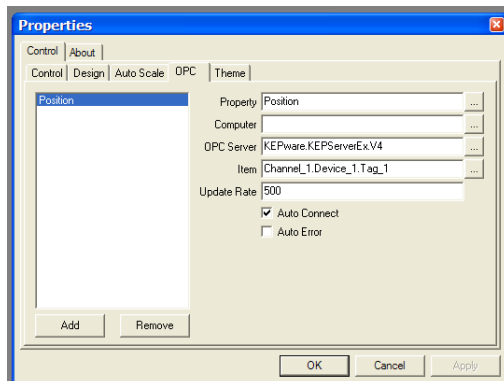 Properties
Control About
Control Design Auto Scale OPC Theme
Position
Property Position ...
Computer ...
OPC Server KEPware.KEPServerEx.V4 ...
Item Channel_1.Device_1.Tag_1 ...
Update Rate 500
Auto Connect
Auto Error
Add Remove
OK Cancel Apply